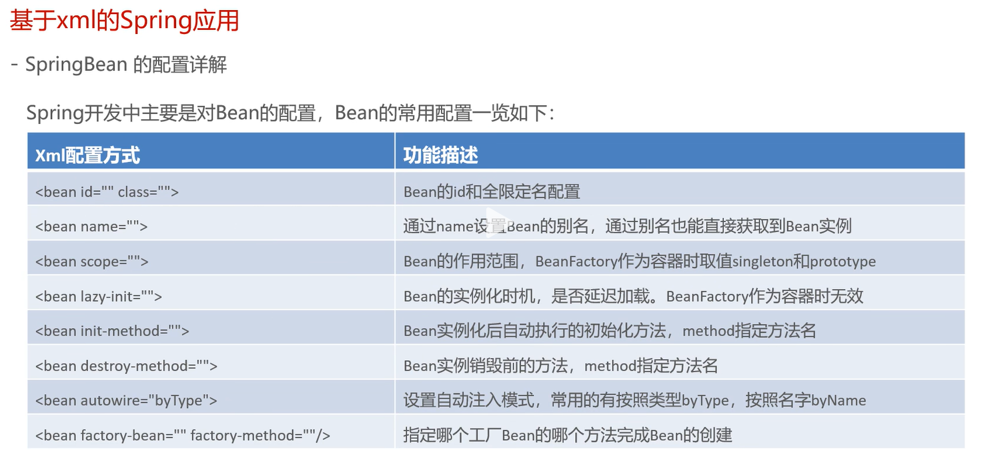 基于xml的Spring应用
- SpringBean 的配置详解
Spring开发中主要是对Bean的配置，Bean的常用配置一览如下：
Xml配置方式 功能描述
<bean id="" class=""> Bean的id和全限定名配置
<bean name=""> 通过name设置Bean的别名，通过别名也能直接获取到Bean实例
<bean scope=""> Bean的作用范围，BeanFactory作为容器时取值singleton和prototype
<bean lazy-init=""> Bean的实例化时机，是否延迟加载。BeanFactory作为容器时无效
<bean init-method=""> Bean实例化后自动执行的初始化方法，method指定方法名
<bean destroy-method=""> Bean实例销毁前的方法，method指定方法名
<bean autowire="byType"> 设置自动注入模式，常用的有按照类型byType，按照名字byName
<bean factory-bean="" factory-method=""/> 指定哪个工厂Bean的哪个方法完成Bean的创建